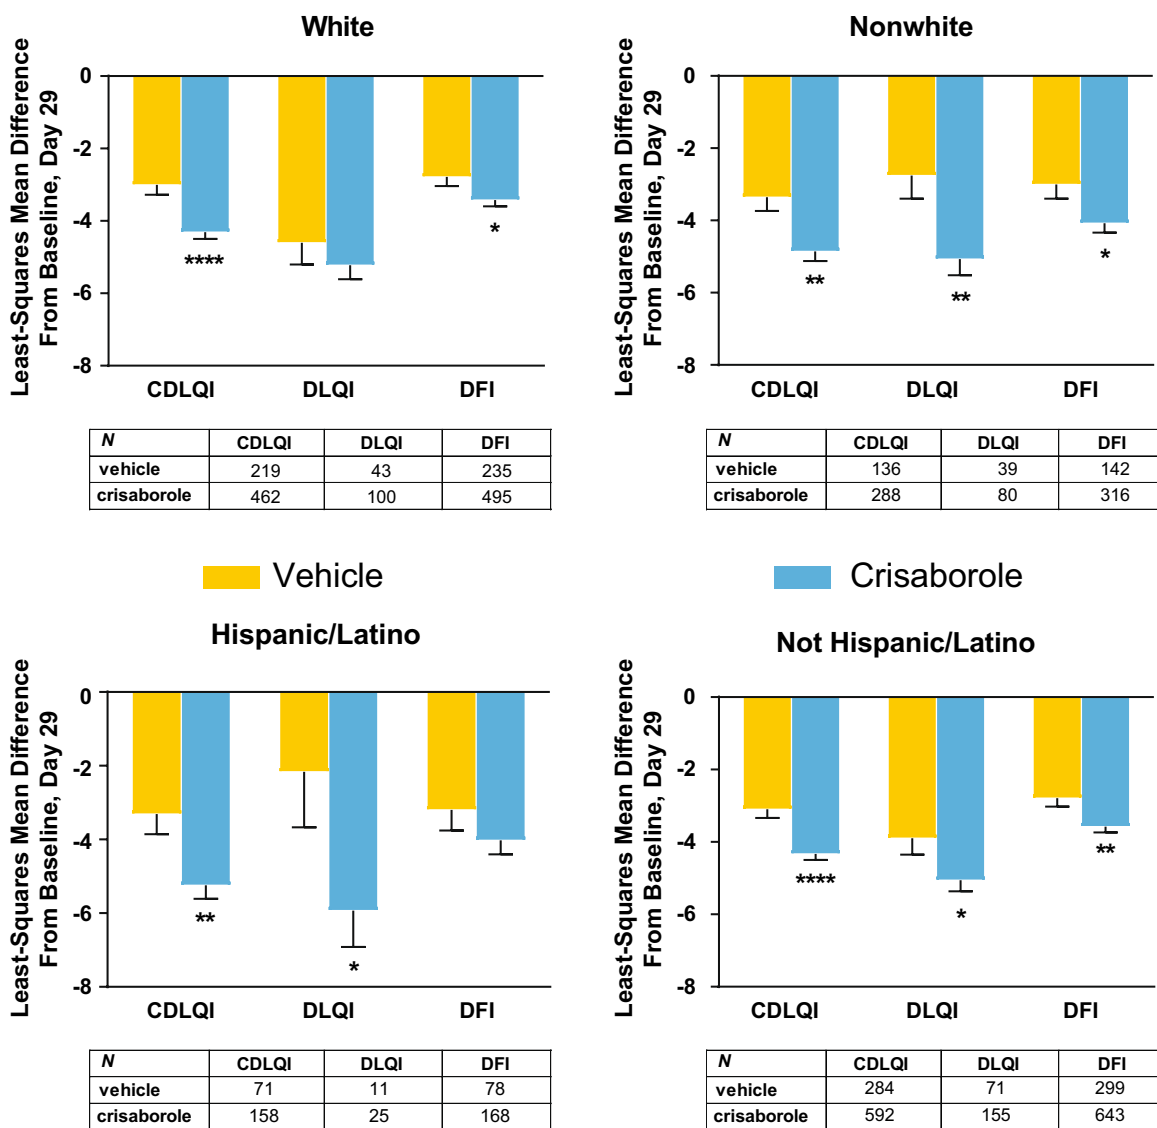 White
Least-Squares Mean Difference
From Baseline, Day 29
0
-2
-4
-6
-8
****
*
CDLQI DLQI DFI
N CDLQI DLQI DFI
vehicle 219 43 235
crisaborole 462 100 495
Nonwhite
Least-Squares Mean Difference
From Baseline, Day 29
0
-2
-4
-6
-8
**
**
*
CDLQI DLQI DFI
N CDLQI DLQI DFI
vehicle 136 39 142
crisaborole 288 80 316
Vehicle
Crisaborole
Hispanic/Latino
Least-Squares Mean Difference
From Baseline, Day 29
0
-2
-4
-6
-8
**
*
CDLQI DLQI DFI
N CDLQI DLQI DFI
vehicle 71 11 78
crisaborole 158 25 168
Not Hispanic/Latino
Least-Squares Mean Difference
From Baseline, Day 29
0
-2
-4
-6
-8
****
*
**
CDLQI DLQI DFI
N CDLQI DLQI DFI
vehicle 284 71 299
crisaborole 592 155 643